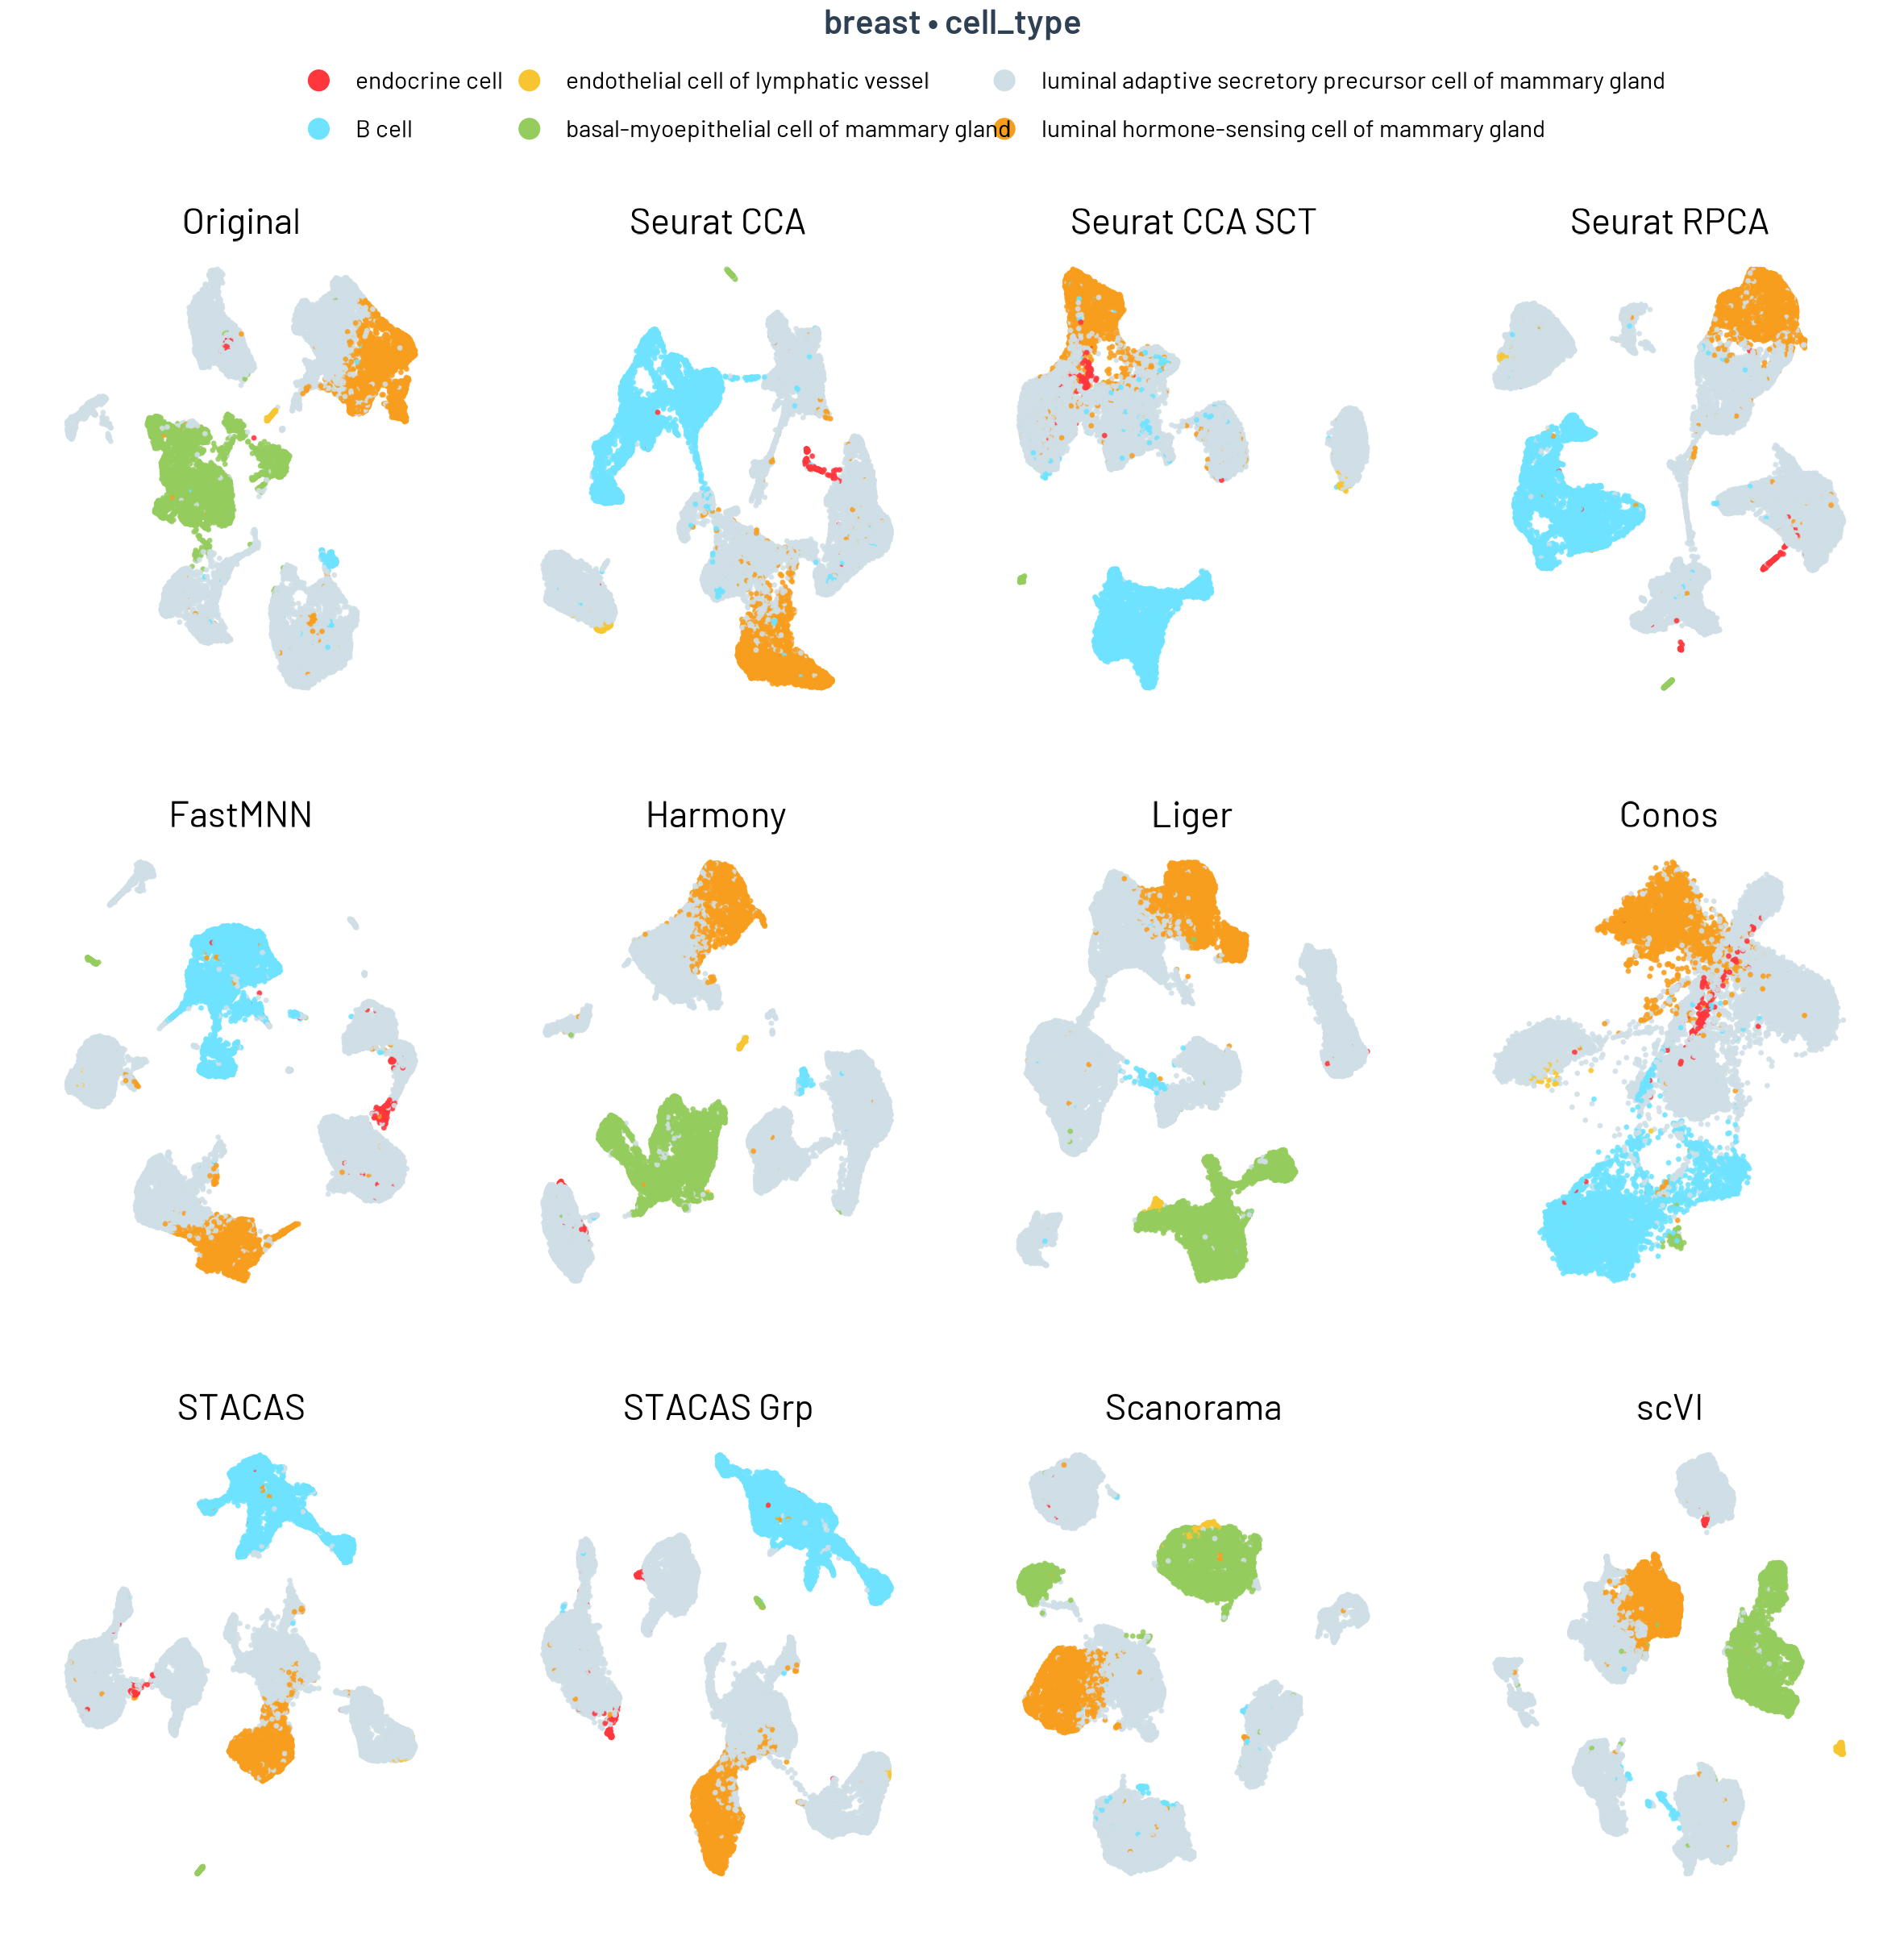 breast • cell_type
endocrine cell endothelial cell of lymphatic vessel luminal adaptive secretory precursor cell of mammary gland
B cell basal-myoepithelial cell of mammary gland luminal hormone-sensing cell of mammary gland
Original Seurat CCA Seurat CCA SCT Seurat RPCA
FastMNN Harmony Liger Conos
STACAS STACAS Grp Scanorama scVI